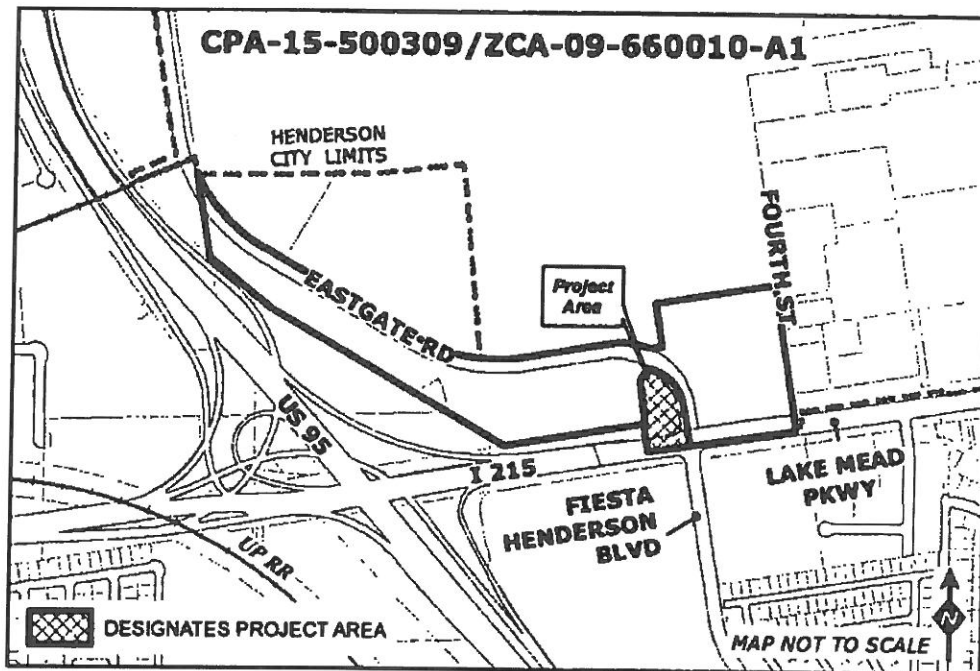 CPA-15-500309/ZCA-09-660010-A1
HENDERSON
CITY LIMITS
FOURTH ST
EASTGATE RD
Project
Area
US 95
I 215
LAKE MEAD
PKWY
FIESTA
HENDERSON
BLVD
UP RR
DESIGNATES PROJECT AREA
MAP NOT TO SCALE
N